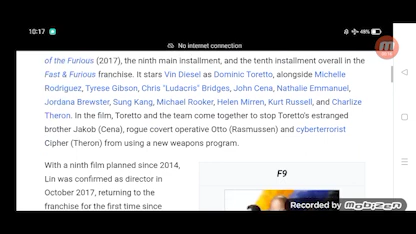 10:17
48%
No internet connection
of the Furious (2017), the ninth main installment, and the tenth installment overall in the
Fast & Furious franchise. It stars Vin Diesel as Dominic Toretto, alongside Michelle
Rodriguez, Tyrese Gibson, Chris "Ludacris" Bridges, John Cena, Nathalie Emmanuel,
Jordana Brewster, Sung Kang, Michael Rooker, Helen Mirren, Kurt Russell, and Charlize
Theron. In the film, Toretto and the team come together to stop Toretto's estranged
brother Jakob (Cena), rogue covert operative Otto (Rasmussen) and cyberterrorist
Cipher (Theron) from using a new weapons program.
With a ninth film planned since 2014,
Lin was confirmed as director in
October 2017, returning to the
franchise for the first time since
F9
Recorded by Mobizen